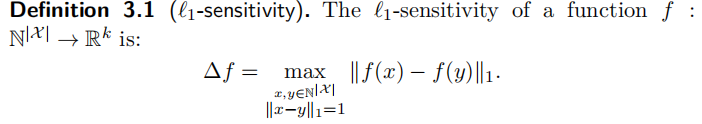 Definition 3.1 (ℓ₁-sensitivity). The ℓ₁-sensitivity of a function f :
ℕ^|𝒳| → ℝ^k is:
Δf = max ‖f(x) − f(y)‖₁.
x,y∈ℕ^|𝒳|
‖x−y‖₁=1